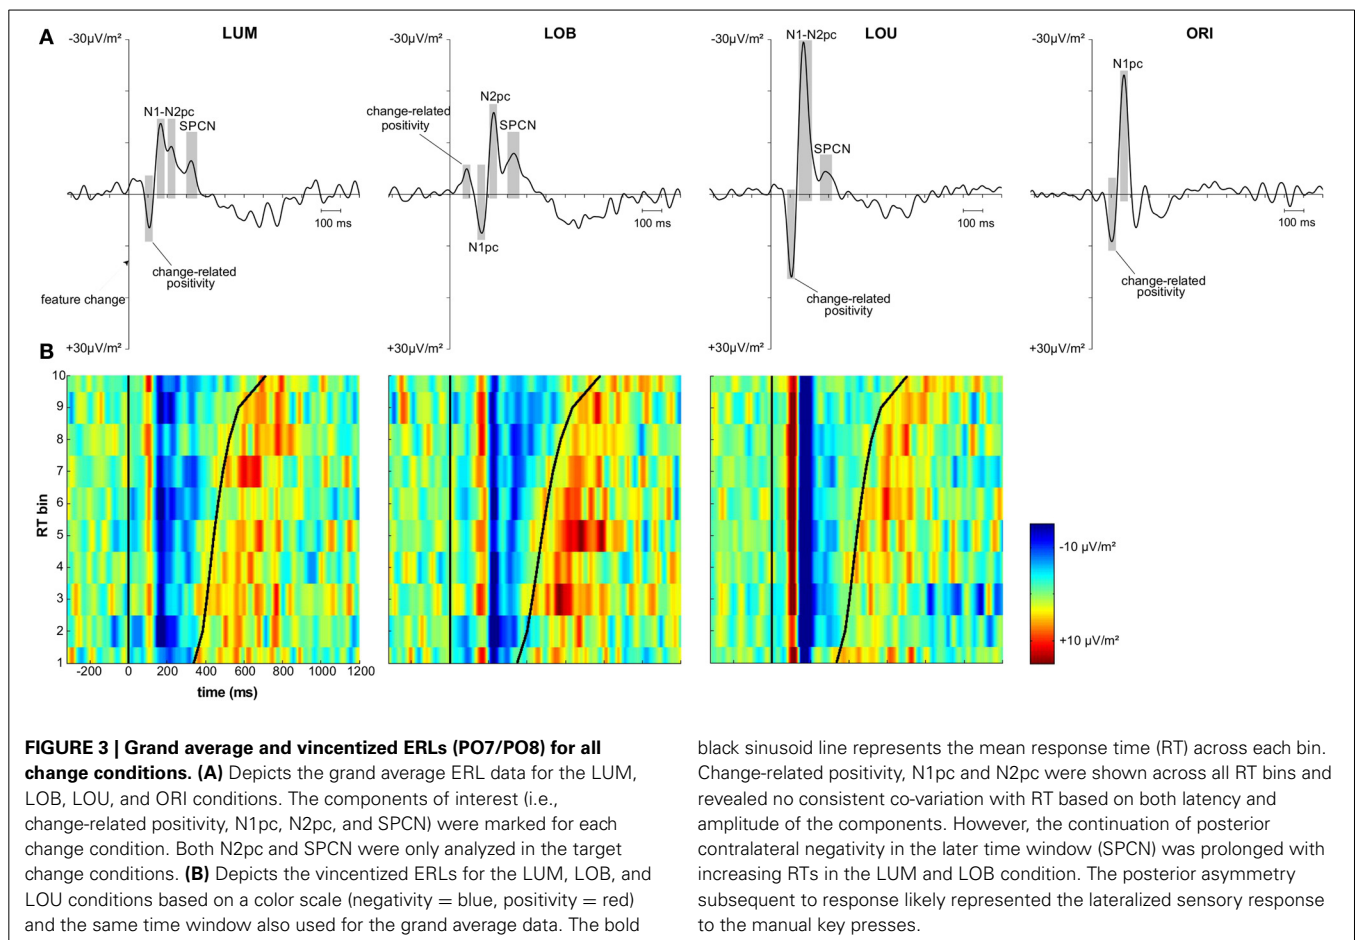 A
-30µV/m²
LUM
-30µV/m²
LOB
-30µV/m²
LOU
-30µV/m²
ORI
N1-N2pc
SPCN
change-related
positivity
feature change
100 ms
+30µV/m²
change-related
positivity
N2pc
SPCN
N1pc
100 ms
+30µV/m²
N1-N2pc
SPCN
change-related
positivity
100 ms
+30µV/m²
N1pc
change-related
positivity
100 ms
+30µV/m²
B
RT bin
10
9
8
7
6
5
4
3
2
1
-200 0 200 400 600 800 1000 1200
time (ms)
-10 µV/m²
+10 µV/m²
FIGURE 3 | Grand average and vincentized ERLs (PO7/PO8) for all
change conditions. (A) Depicts the grand average ERL data for the LUM,
LOB, LOU, and ORI conditions. The components of interest (i.e.,
change-related positivity, N1pc, N2pc, and SPCN) were marked for each
change condition. Both N2pc and SPCN were only analyzed in the target
change conditions. (B) Depicts the vincentized ERLs for the LUM, LOB, and
LOU conditions based on a color scale (negativity = blue, positivity = red)
and the same time window also used for the grand average data. The bold
black sinusoid line represents the mean response time (RT) across each bin.
Change-related positivity, N1pc and N2pc were shown across all RT bins and
revealed no consistent co-variation with RT based on both latency and
amplitude of the components. However, the continuation of posterior
contralateral negativity in the later time window (SPCN) was prolonged with
increasing RTs in the LUM and LOB condition. The posterior asymmetry
subsequent to response likely represented the lateralized sensory response
to the manual key presses.